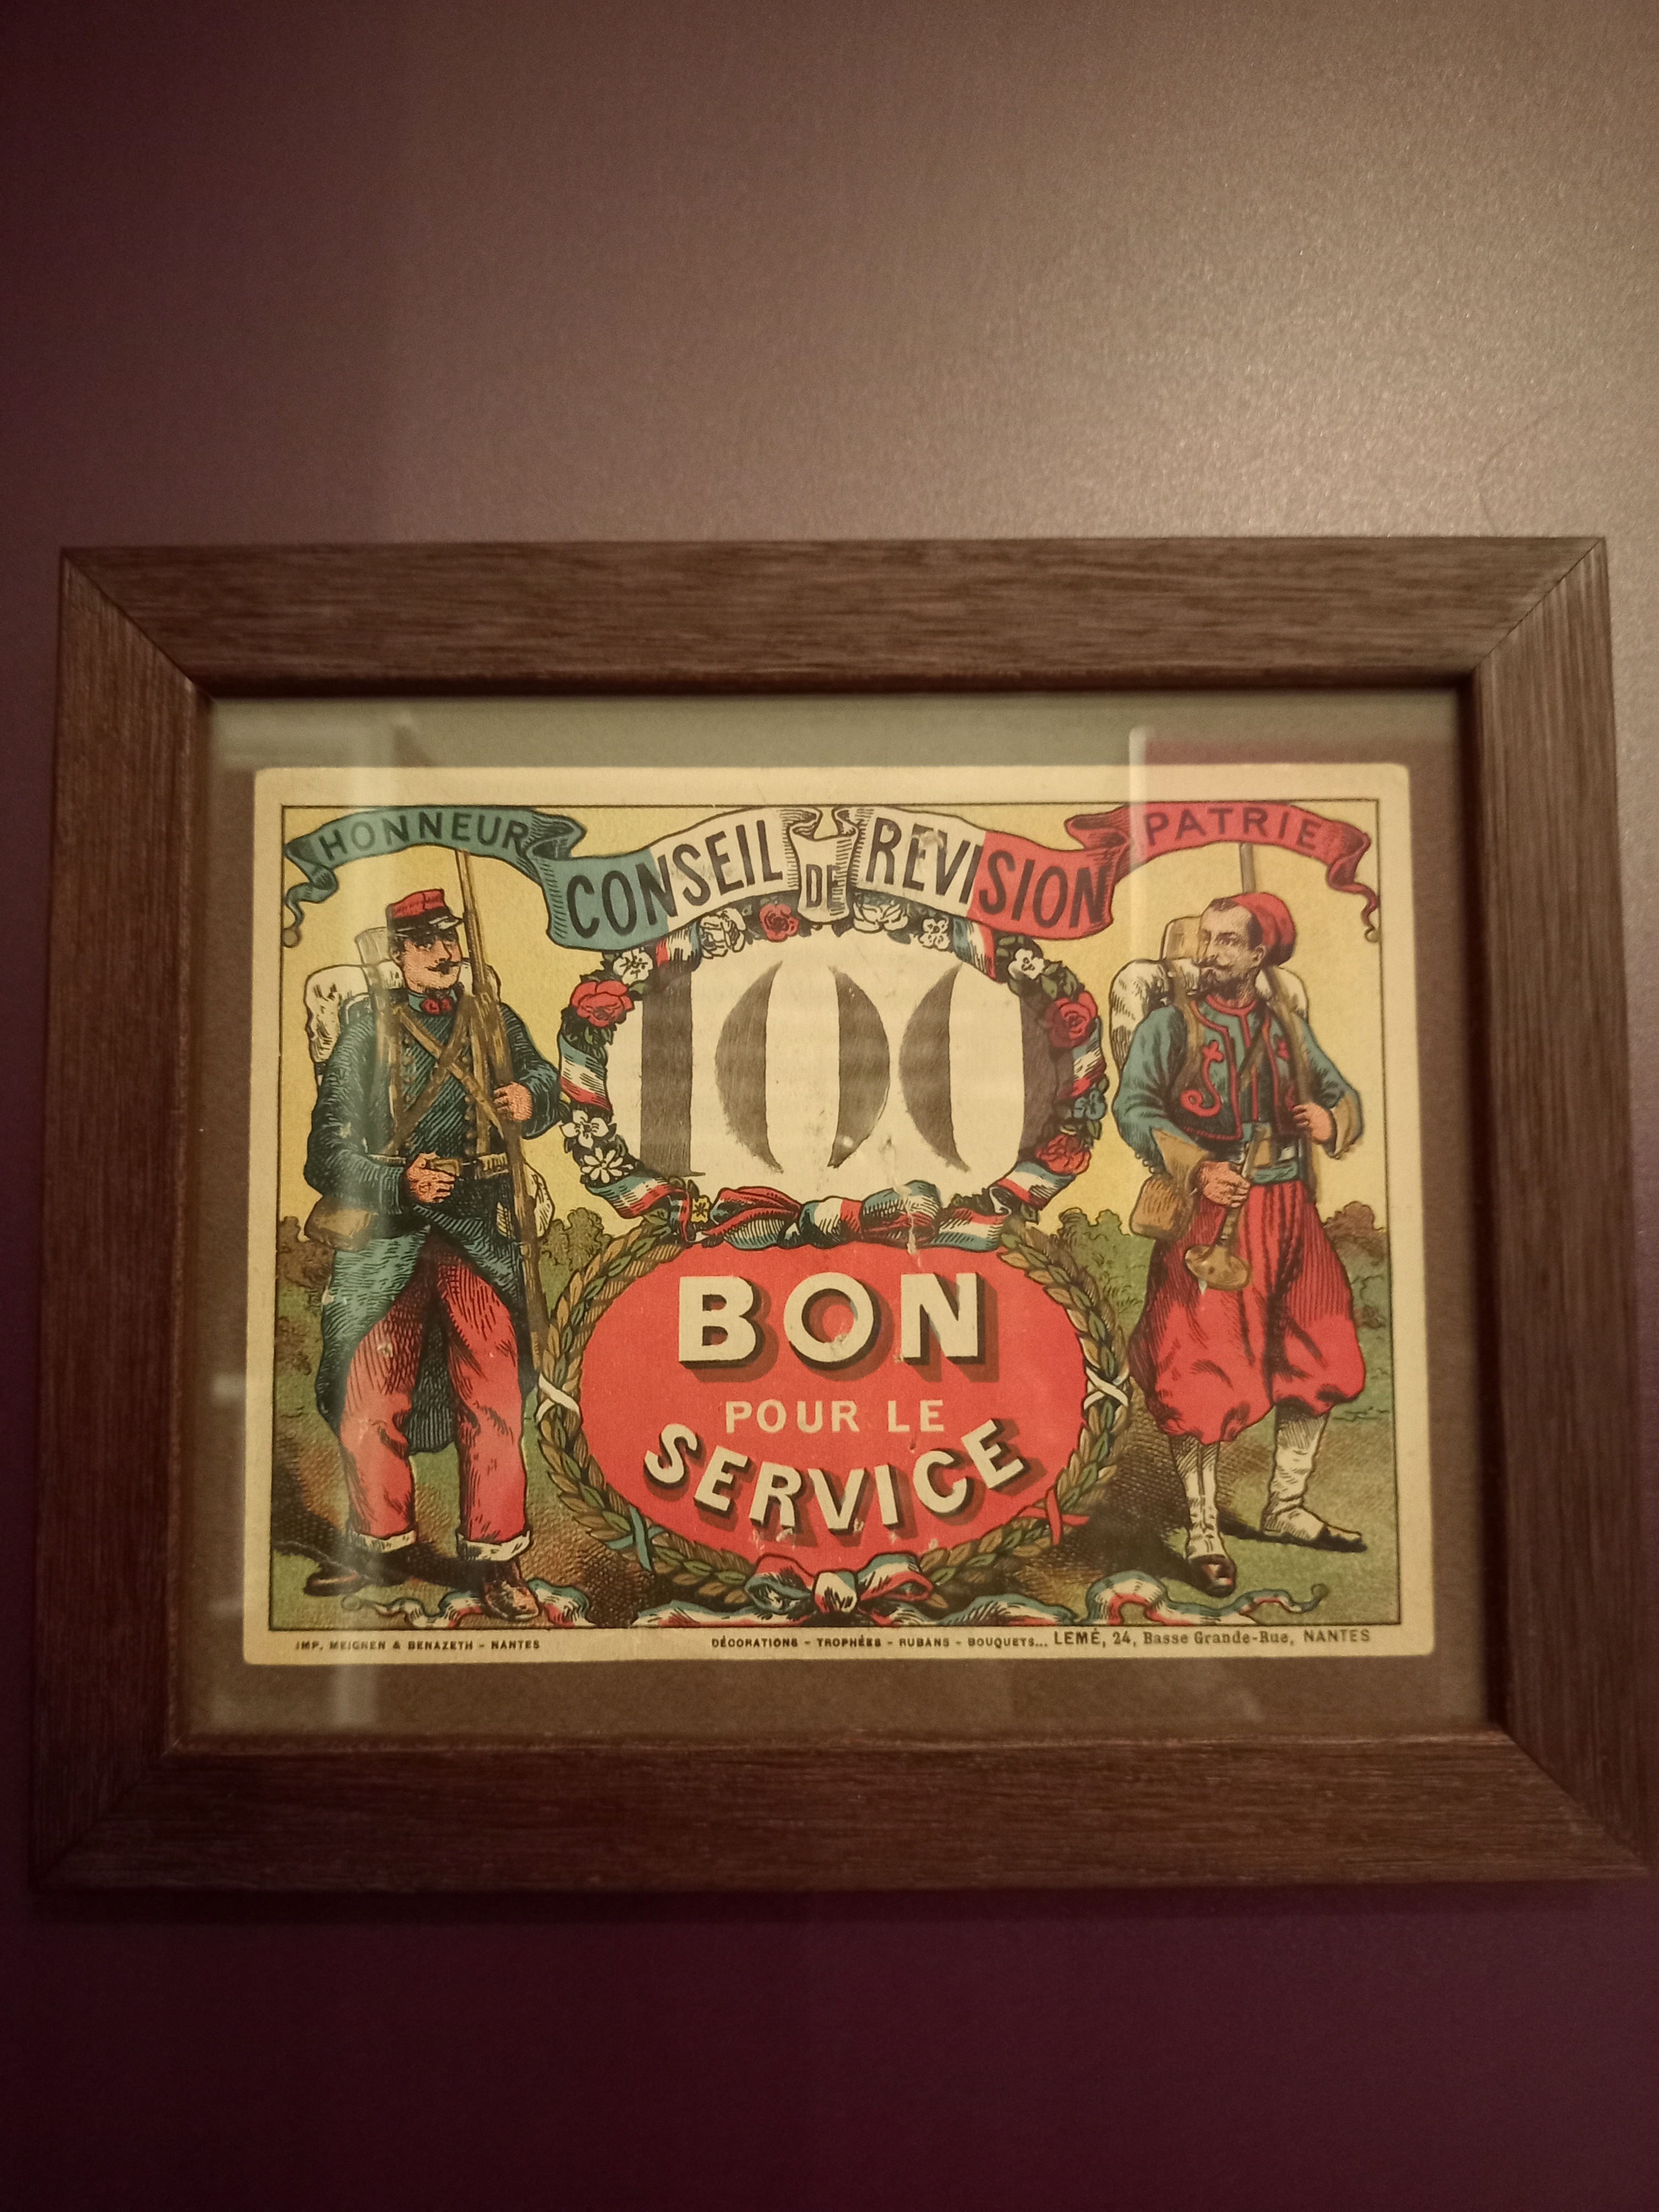 HONNEUR
CONSEIL DE REVISION
PATRIE
100
BON
POUR LE
SERVICE
IMP. MEIGNEN & BENAZETH - NANTES
DÉCORATIONS - TROPHÉES - RUBANS - BOUQUETS... LEMÉ, 24, Basse Grande-Rue, NANTES